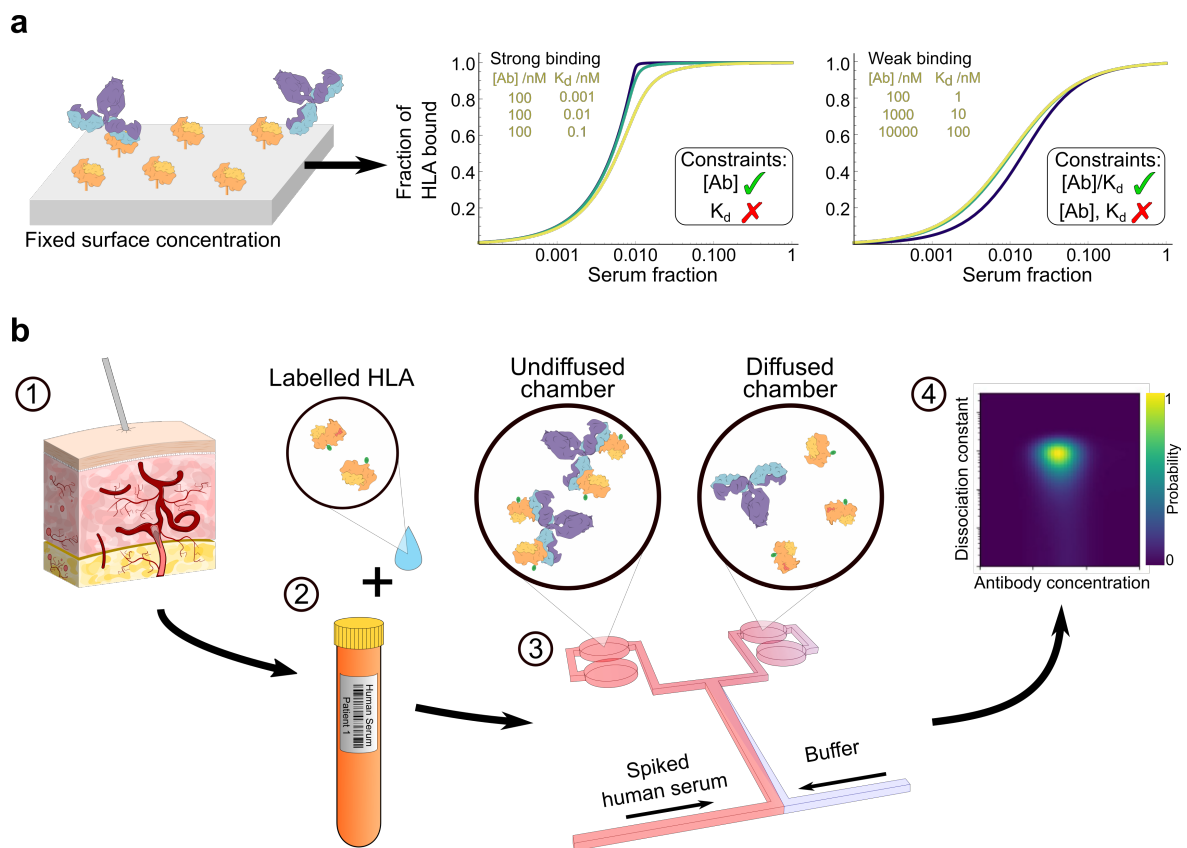 a
Fixed surface concentration
Fraction of
HLA bound
1.0
0.8
0.6
0.4
0.2
Strong binding
[Ab] /nM Kd /nM
100 0.001
100 0.01
100 0.1
Constraints:
[Ab] ✓
Kd ✗
0.001 0.010 0.100 1
Serum fraction
1.0
0.8
0.6
0.4
0.2
Weak binding
[Ab] /nM Kd /nM
100 1
1000 10
10000 100
Constraints:
[Ab]/Kd ✓
[Ab], Kd ✗
0.001 0.010 0.100 1
Serum fraction
b
1
Labelled HLA
+
2
Human Serum
Patient 1
Undiffused
chamber
Diffused
chamber
3
Spiked
human serum
Buffer
4
Dissociation constant
Antibody concentration
1
Probability
0